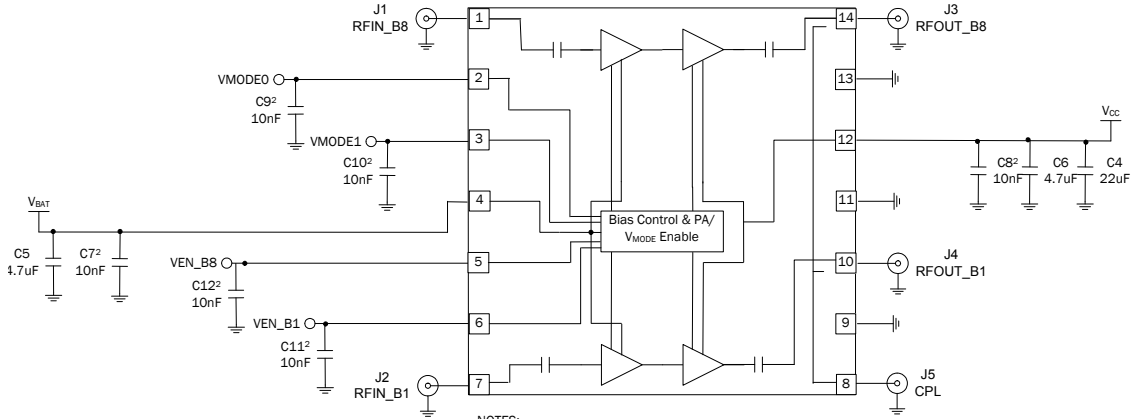 J1
RFIN_B8
1
14
J3
RFOUT_B8
VMODE0
2
13
C9²
10nF
VMODE1
3
12
VCC
C10²
10nF
C8²
10nF
C6
4.7uF
C4
22uF
VBAT
4
11
Bias Control & PA/
VMODE Enable
C5
4.7uF
C7²
10nF
VEN_B8
5
10
J4
RFOUT_B1
C12²
10nF
VEN_B1
6
9
C11²
10nF
J2
RFIN_B1
7
8
J5
CPL
NOTES: